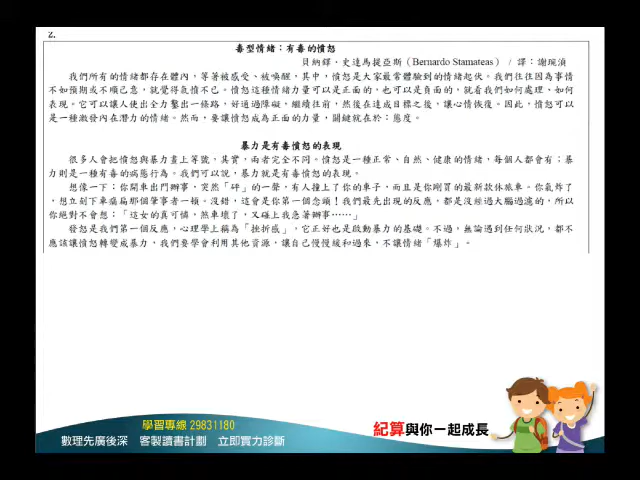 2.
毒型情緒：有毒的憤怒
貝納鐸．史達馬提亞斯（Bernardo Stamateas）／譯：謝琬湞
我們所有的情緒都存在體內，等著被感受、被喚醒，其中，憤怒是大家最常體驗到的情緒起伏。我們往往因為事情
不如預期或不順己意，就覺得氣憤不已。憤怒這種情緒力量可以是正面的，也可以是負面的，就看我們如何處理、如何
表現。它可以讓人使出全力鑿出一條路，好通過障礙，繼續往前，然後在達成目標之後，讓心情恢復。因此，憤怒可以
是一種激發內在潛力的情緒。然而，要讓憤怒成為正面的力量，關鍵就在於：態度。
暴力是有毒憤怒的表現
很多人會把憤怒與暴力畫上等號，其實，兩者完全不同。憤怒是一種正常、自然、健康的情緒，每個人都會有；暴
力則是一種有毒的病態行為。我們可以說，暴力就是有毒憤怒的表現。
想像一下：你開車出門辦事，突然「砰」的一聲，有人撞上了你的車子，而且是你剛買的最新款休旅車。你氣炸了
，想立刻下車痛扁那個肇事者一頓。沒錯，這會是你第一個念頭！我們最先出現的反應，都是沒經過大腦過濾的，所以
你絕對不會想：「這女的真可憐，煞車壞了，又碰上我急著辦事……」
發怒是我們第一個反應，心理學上稱為「挫折感」，它正好也是啟動暴力的基礎。不過，無論遇到任何狀況，都不
應該讓憤怒轉變成暴力，我們要學會利用其他資源，讓自己慢慢緩和過來，不讓情緒「爆炸」。
學習專線 29831180
數理先廣後深 客製讀書計劃 立即實力診斷
紀算與你一起成長